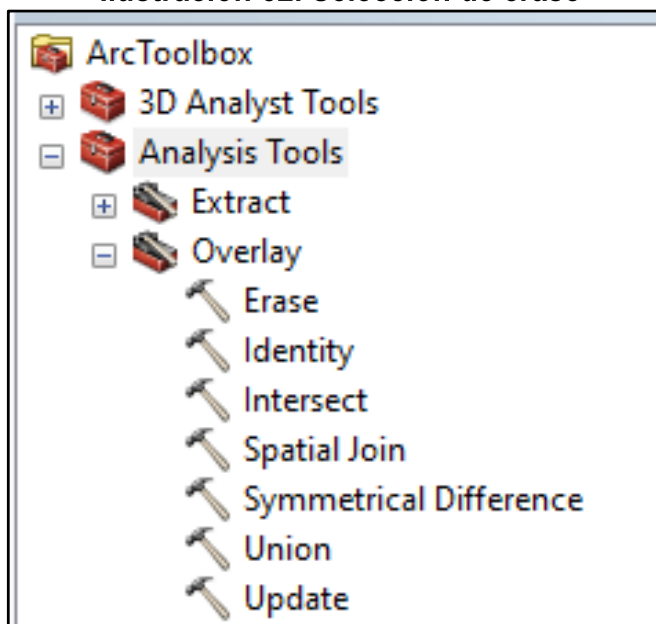 ArcToolbox
3D Analyst Tools
Analysis Tools
Extract
Overlay
Erase
Identity
Intersect
Spatial Join
Symmetrical Difference
Union
Update